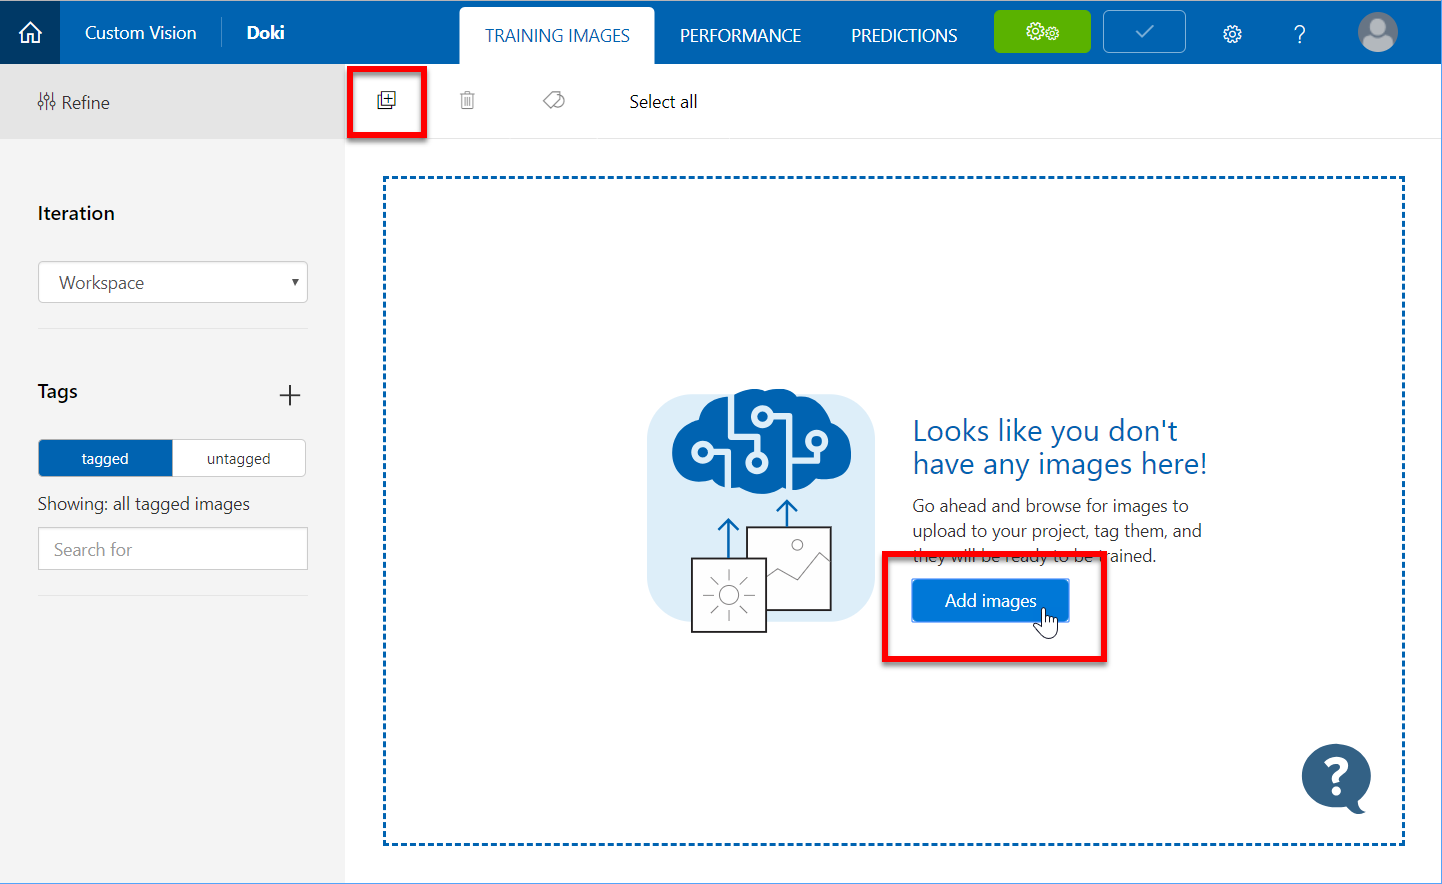 Custom Vision
Doki
TRAINING IMAGES
PERFORMANCE
PREDICTIONS
?
Refine
Select all
Iteration
Workspace
Tags
tagged
untagged
Showing: all tagged images
Search for
Looks like you don't
have any images here!
Go ahead and browse for images to
upload to your project, tag them, and
they will be ready to be trained.
Add images
?